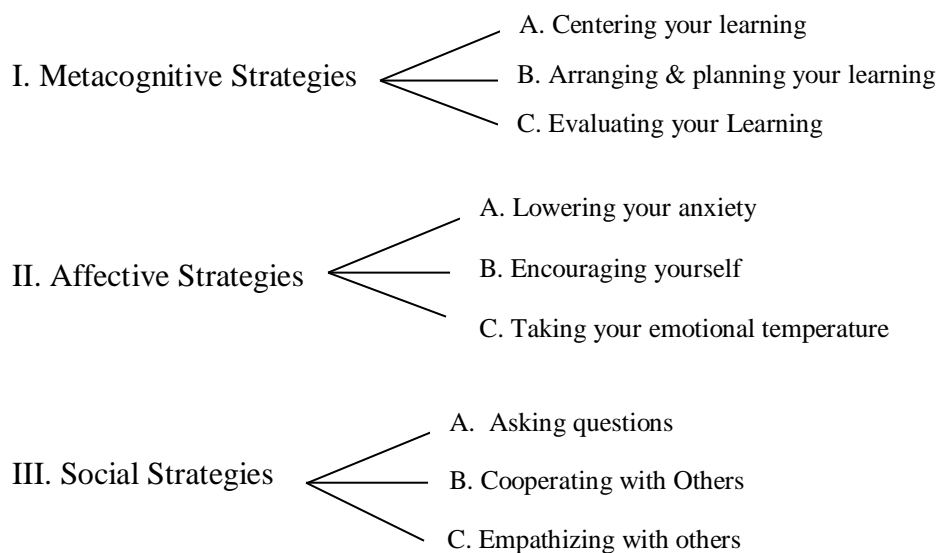 I. Metacognitive Strategies
A. Centering your learning
B. Arranging & planning your learning
C. Evaluating your Learning
II. Affective Strategies
A. Lowering your anxiety
B. Encouraging yourself
C. Taking your emotional temperature
III. Social Strategies
A. Asking questions
B. Cooperating with Others
C. Empathizing with others